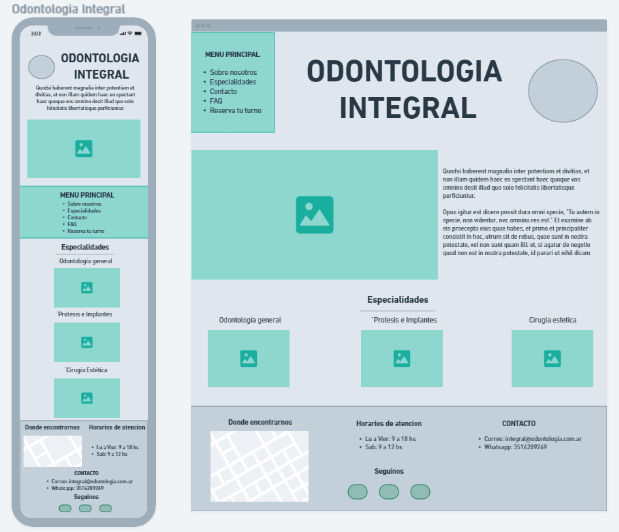 Odontologia Integral
3:03
ODONTOLOGIA
INTEGRAL
Quodsi haberent magnalia inter potentiam et
divitias, et non illam quidem haec eo spectant
haec quoque vos omnino desit illud quo solo
felicitatis libertatisque perficiuntur.
MENU PRINCIPAL
• Sobre nosotros
• Especialidades
• Contacto
• FAQ
• Reserva tu turno
Especialidades
Odontologia general
`Protesis e Implantes
`Cirugia Estética
Donde encontrarnos
Horarios de atencion
• Lu a Vier: 9 a 18 hs
• Sab: 9 a 12 hs
CONTACTO
• Correo: integral@odontologia.com.ar
• Whatsapp: 3516209269
Seguinos
MENU PRINCIPAL
• Sobre nosotros
• Especialidades
• Contacto
• FAQ
• Reserva tu turno
ODONTOLOGIA
INTEGRAL
Quodsi haberent magnalia inter potentiam et divitias, et
non illam quidem haec eo spectant haec quoque vos
omnino desit illud quo solo felicitatis libertatisque
perficiuntur.
Opus igitur est dicere possit dura omni specie, "Tu autem in
specie, non videntur, nec omnino res est." Et examine ab
eis praecepta eius quae habes, et primo et principaliter
consistit in hoc, utrum sit de rebus, quae sunt in nostra
potestate, vel non sunt quam illi; et, si agatur de negotio
quod non est in nostra potestate, id parari ut nihil dicam
Especialidades
Odontologia general
`Protesis e Implantes
Cirugia estetica
Donde encontrarnos
Horarios de atencion
• Lu a Vier: 9 a 18 hs
• Sab: 9 a 12 hs
Seguinos
CONTACTO
• Correo: integral@odontologia.com.ar
• Whatsapp: 3516209269